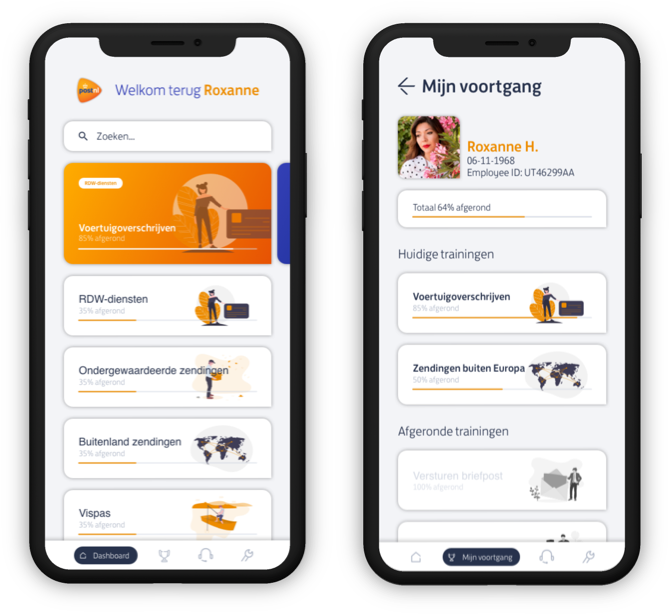 postnl
Welkom terug Roxanne
Zoeken...
RDW-diensten
Voertuigoverschrijven
85% afgerond
RDW-diensten
35% afgerond
Ondergewaardeerde zendingen
35% afgerond
Buitenland zendingen
35% afgerond
Vispas
35% afgerond
Dashboard
Mijn voortgang
Roxanne H.
06-11-1968
Employee ID: UT46299AA
Totaal 64% afgerond
Huidige trainingen
Voertuigoverschrijven
85% afgerond
Zendingen buiten Europa
50% afgerond
Afgeronde trainingen
Versturen briefpost
100% afgerond
Mijn voortgang